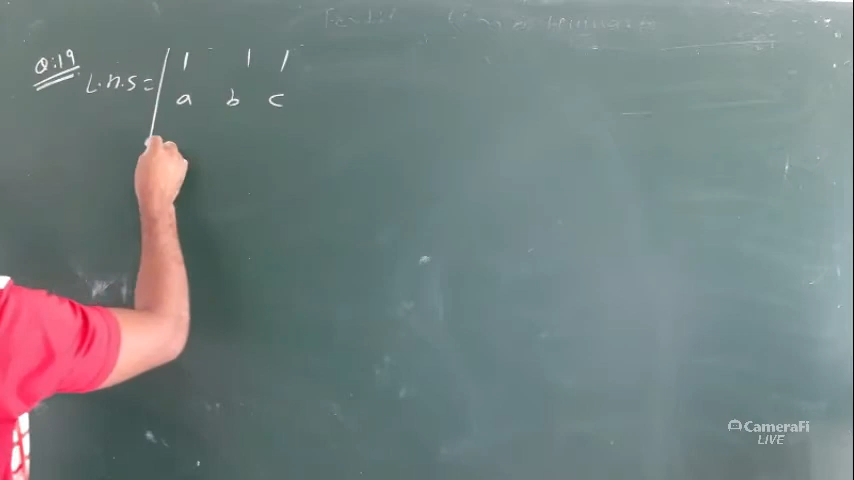 Q.19
L.H.S = | 1 1 1
a b c
CameraFi
LIVE